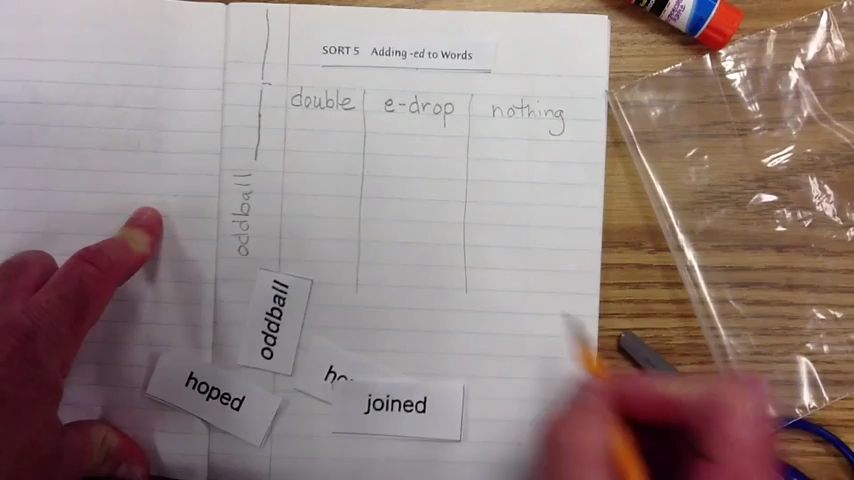 SORT 5 Adding -ed to Words
double e-drop nothing
oddball
oddball
hoped
joined